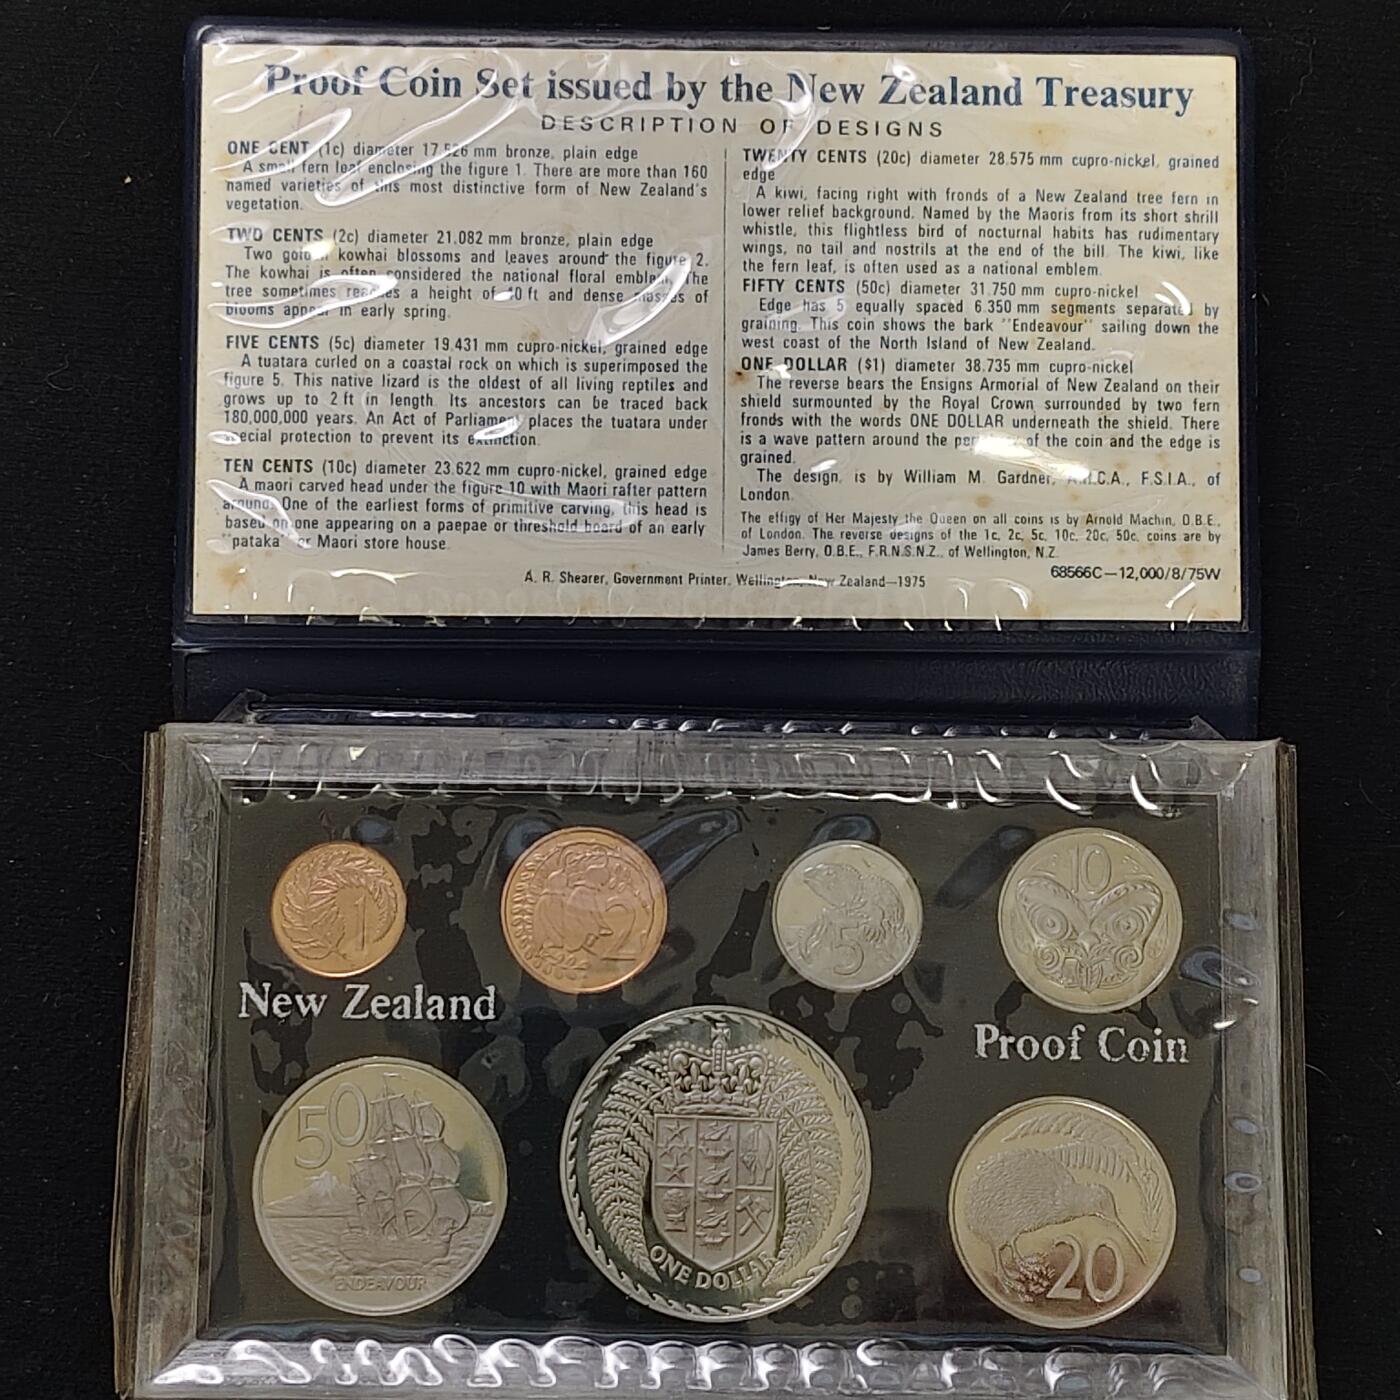 Proof Coin Set issued by the New Zealand Treasury
DESCRIPTION OF DESIGNS
ONE CENT (1c) diameter 17.526 mm bronze, plain edge
A small fern leaf enclosing the figure 1. There are more than 160
named varieties of this most distinctive form of New Zealand's
vegetation.
TWO CENTS (2c) diameter 21.082 mm bronze, plain edge
Two golden kowhai blossoms and leaves around the figure 2.
The kowhai is often considered the national floral emblem. The
tree sometimes reaches a height of 40 ft and dense masses of
blooms appear in early spring.
FIVE CENTS (5c) diameter 19.431 mm cupro-nickel, grained edge
A tuatara curled on a coastal rock on which is superimposed the
figure 5. This native lizard is the oldest of all living reptiles and
grows up to 2 ft in length. Its ancestors can be traced back
180,000,000 years. An Act of Parliament places the tuatara under
special protection to prevent its extinction.
TEN CENTS (10c) diameter 23.622 mm cupro-nickel, grained edge
A maori carved head under the figure 10 with Maori rafter pattern
around. One of the earliest forms of primitive carving, this head is
based on one appearing on a paepae or threshold board of an early
"pataka" or Maori store house.
TWENTY CENTS (20c) diameter 28.575 mm cupro-nickel, grained
edge
A kiwi, facing right with fronds of a New Zealand tree fern in
lower relief background. Named by the Maoris from its short shrill
whistle, this flightless bird of nocturnal habits has rudimentary
wings, no tail and nostrils at the end of the bill. The kiwi, like
the fern leaf, is often used as a national emblem.
FIFTY CENTS (50c) diameter 31.750 mm cupro-nickel
Edge has 5 equally spaced 6.350 mm segments separated by
graining. This coin shows the bark "Endeavour" sailing down the
west coast of the North Island of New Zealand.
ONE DOLLAR ($1) diameter 38.735 mm cupro-nickel
The reverse bears the Ensigns Armorial of New Zealand on their
shield surmounted by the Royal Crown surrounded by two fern
fronds with the words ONE DOLLAR underneath the shield. There
is a wave pattern around the of the coin and the edge is
grained.
The design, is by William M. Gardner, F.S.I.A., of
London.
The effigy of Her Majesty the Queen on all coins is by Arnold Machin, O.B.E.,
of London. The reverse designs of the 1c, 2c, 5c, 10c, 20c, 50c, coins are by
James Berry, O.B.E., F.R.N.S.N.Z., of Wellington, N.Z.
68566C—12,000/8/75W
A. R. Shearer, Government Printer, Wellington, New Zealand—1975
1
2
5
10
New Zealand
Proof Coin
50
ENDEAVOUR
ONE DOLLAR
20